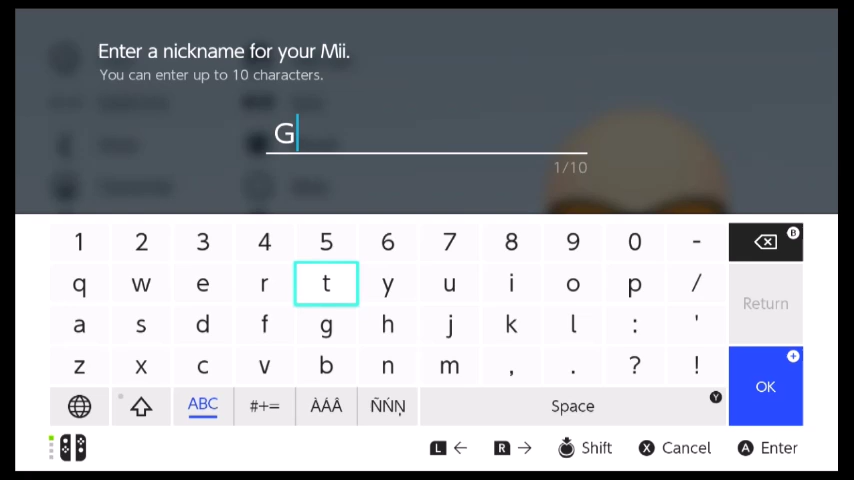 Enter a nickname for your Mii.
You can enter up to 10 characters.
G
1/10
1 2 3 4 5 6 7 8 9 0 -
B
q w e r t y u i o p /
Return
a s d f g h j k l : '
z x c v b n m , . ? !
+
OK
ABC #+= ÀÁÂ ÑŃŅ Space Y
L ← R → Shift X Cancel A Enter